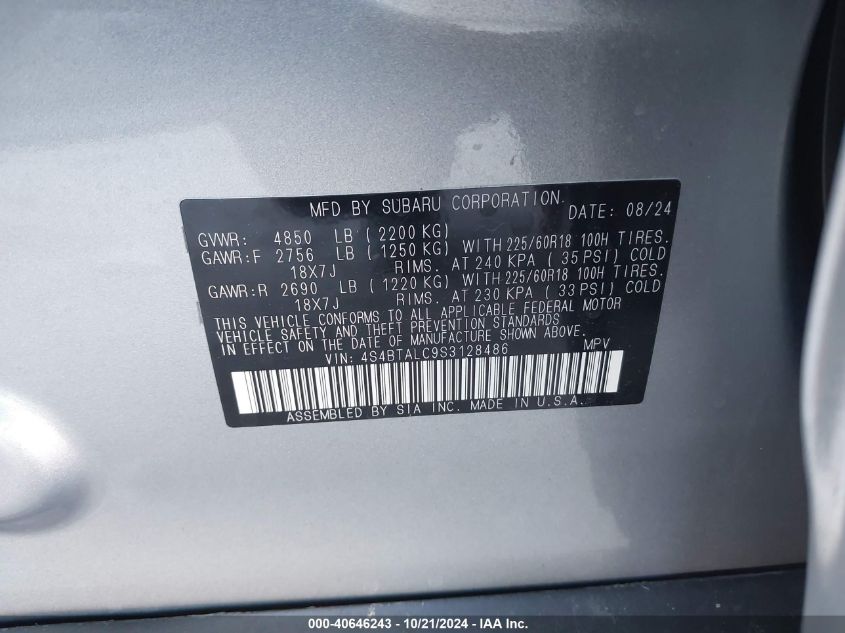 MFD BY SUBARU CORPORATION. DATE: 08/24
GVWR: 4850 LB ( 2200 KG)
GAWR:F 2756 LB ( 1250 KG) WITH 225/60R18 100H TIRES.
18X7J RIMS. AT 240 KPA ( 35 PSI) COLD
GAWR:R 2690 LB ( 1220 KG) WITH 225/60R18 100H TIRES.
18X7J RIMS. AT 230 KPA ( 33 PSI) COLD
THIS VEHICLE CONFORMS TO ALL APPLICABLE FEDERAL MOTOR
VEHICLE SAFETY AND THEFT PREVENTION STANDARDS
IN EFFECT ON THE DATE OF MANUFACTURE SHOWN ABOVE.
VIN: 4S4BTALC9S3128486 MPV
ASSEMBLED BY SIA INC. MADE IN U.S.A.
000-40646243 - 10/21/2024 - IAA Inc.